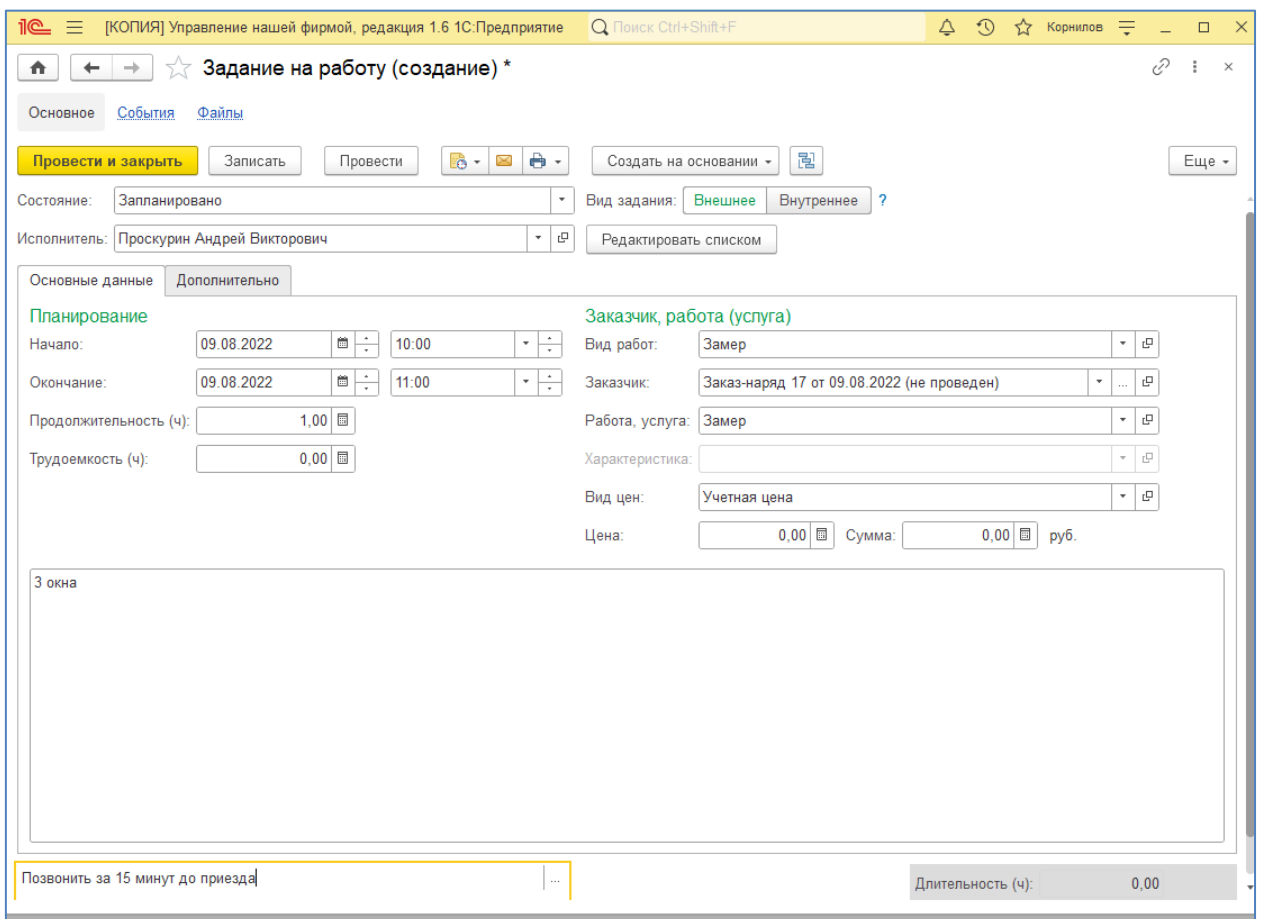 1С [КОПИЯ] Управление нашей фирмой, редакция 1.6 1С:Предприятие Поиск Ctrl+Shift+F Корнилов
Задание на работу (создание) *
Основное События Файлы
Провести и закрыть Записать Провести Создать на основании Еще
Состояние: Запланировано Вид задания: Внешнее Внутреннее ?
Исполнитель: Проскурин Андрей Викторович Редактировать списком
Основные данные Дополнительно
Планирование Заказчик, работа (услуга)
Начало: 09.08.2022 10:00 Вид работ: Замер
Окончание: 09.08.2022 11:00 Заказчик: Заказ-наряд 17 от 09.08.2022 (не проведен) ...
Продолжительность (ч): 1,00 Работа, услуга: Замер
Трудоемкость (ч): 0,00 Характеристика:
Вид цен: Учетная цена
Цена: 0,00 Сумма: 0,00 руб.
3 окна
Позвонить за 15 минут до приезда ... Длительность (ч): 0,00